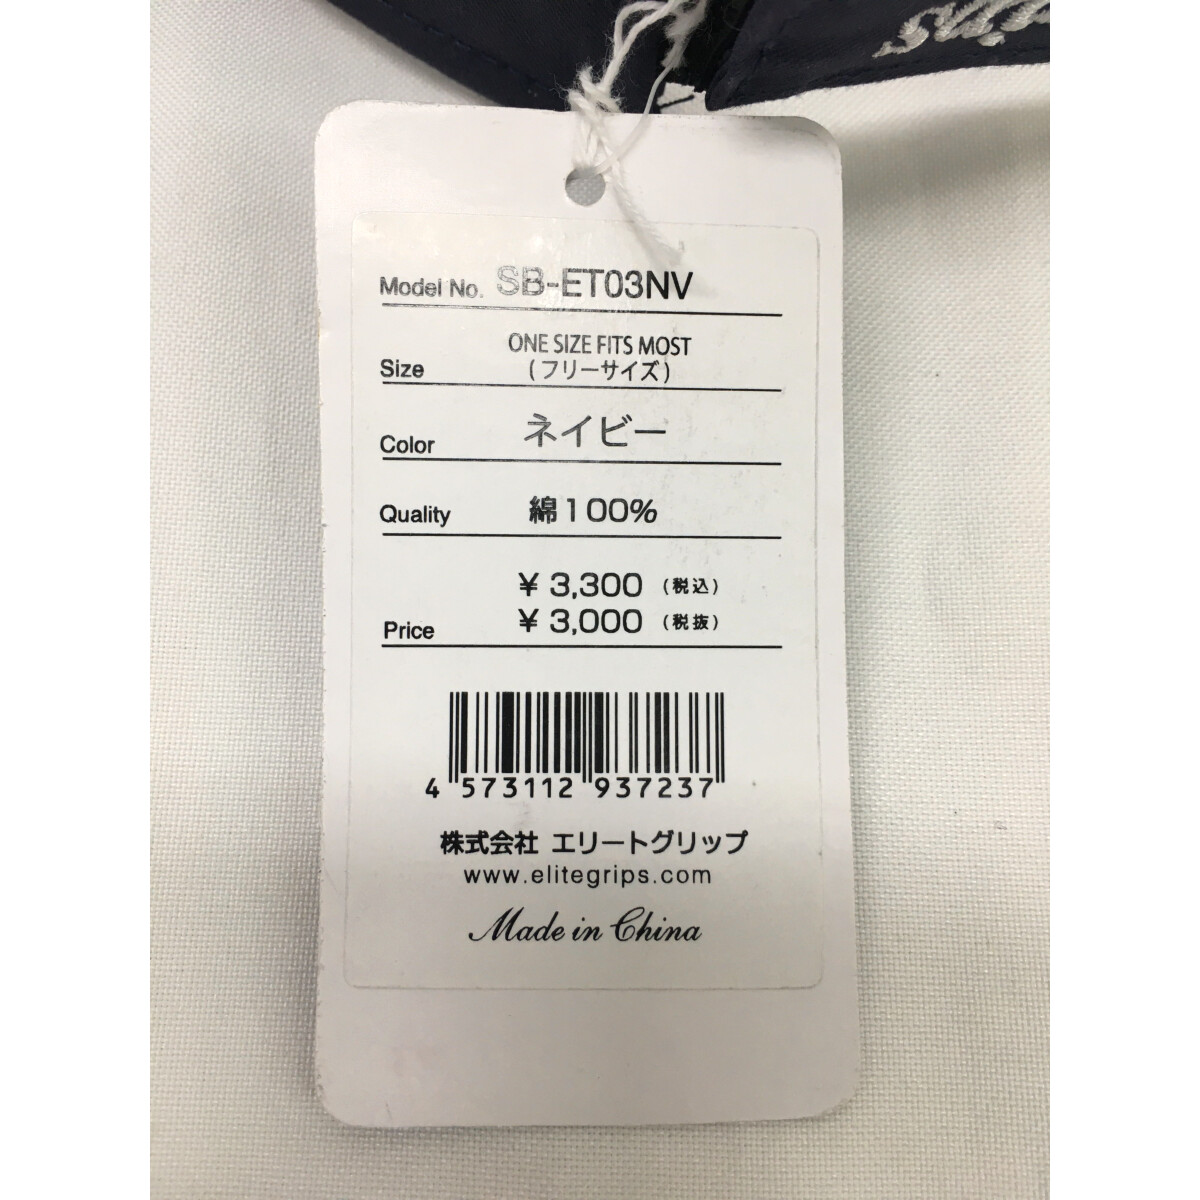 Model No. SB-ET03NV
ONE SIZE FITS MOST
Size (フリーサイズ)
Color ネイビー
Quality 綿100%
¥ 3,300 (税込)
Price ¥ 3,000 (税抜)
4 573112 937237
株式会社 エリートグリップ
www.elitegrips.com
Made in China